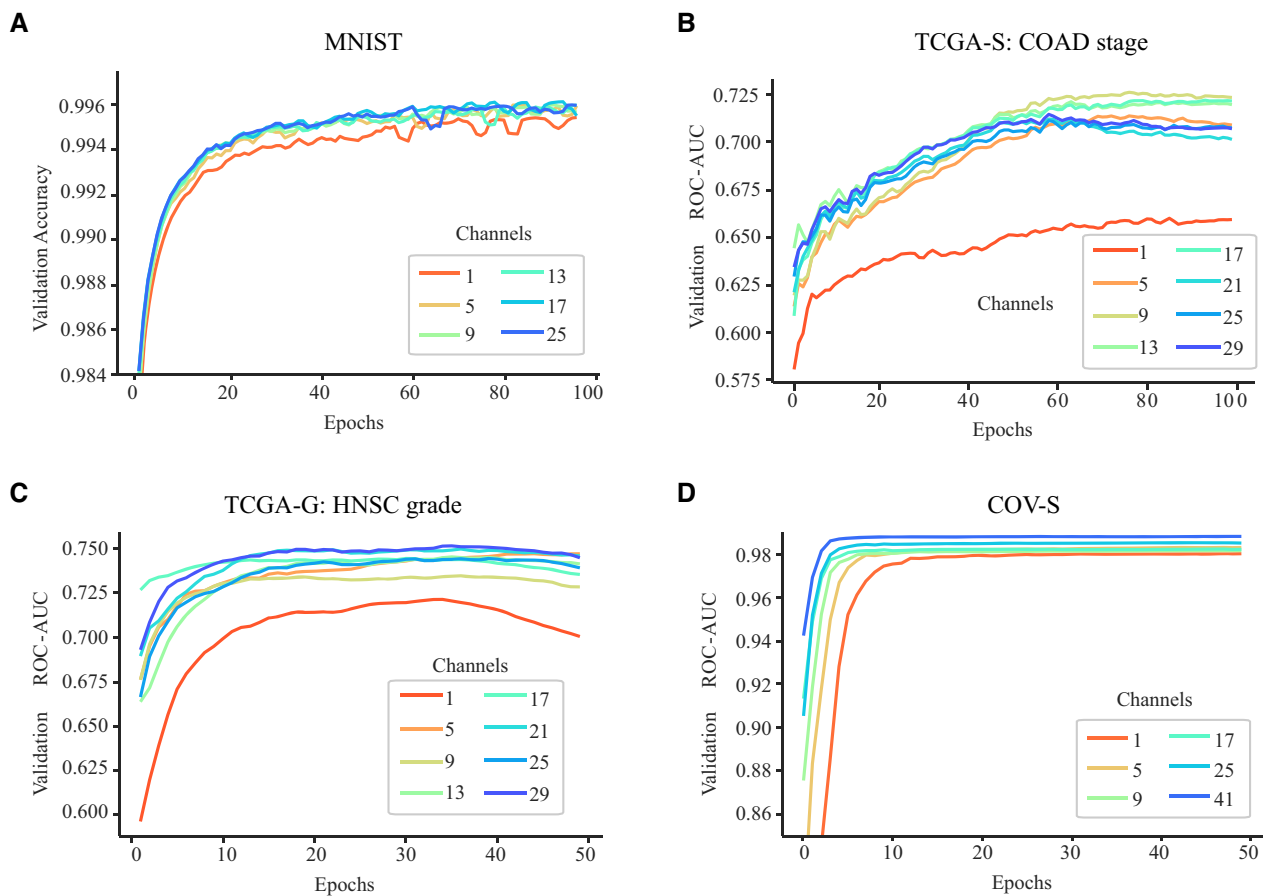 A
MNIST
0.996
0.994
0.992
0.990
0.988
0.986
0.984
Validation Accuracy
0 20 40 60 80 100
Epochs
Channels
1 13
5 17
9 25
B
TCGA-S: COAD stage
0.725
0.700
0.675
0.650
0.625
0.600
0.575
Validation ROC-AUC
0 20 40 60 80 100
Epochs
Channels
1 17
5 21
9 25
13 29
C
TCGA-G: HNSC grade
0.750
0.725
0.700
0.675
0.650
0.625
0.600
Validation ROC-AUC
0 10 20 30 40 50
Epochs
Channels
1 17
5 21
9 25
13 29
D
COV-S
0.98
0.96
0.94
0.92
0.90
0.88
0.86
Validation ROC-AUC
0 10 20 30 40 50
Epochs
Channels
1 17
5 25
9 41